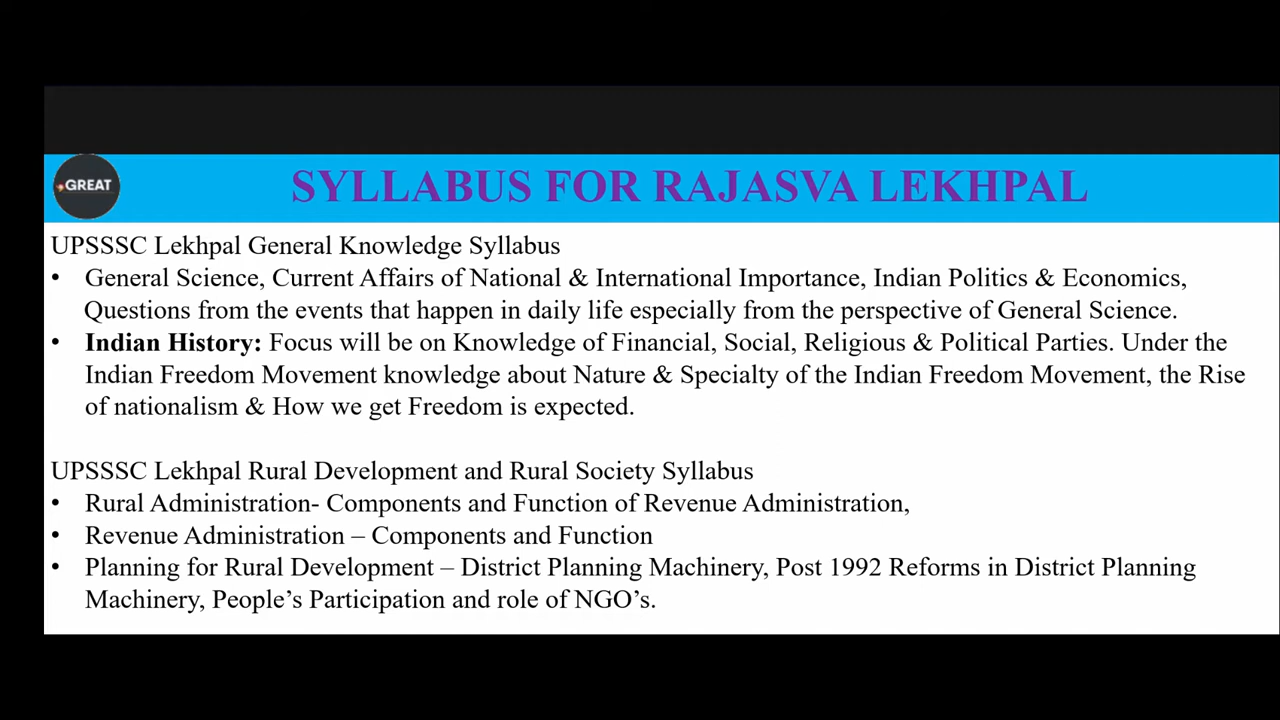 GREAT
SYLLABUS FOR RAJASVA LEKHPAL
UPSSSC Lekhpal General Knowledge Syllabus
• General Science, Current Affairs of National & International Importance, Indian Politics & Economics,
Questions from the events that happen in daily life especially from the perspective of General Science.
• Indian History: Focus will be on Knowledge of Financial, Social, Religious & Political Parties. Under the
Indian Freedom Movement knowledge about Nature & Specialty of the Indian Freedom Movement, the Rise
of nationalism & How we get Freedom is expected.
UPSSSC Lekhpal Rural Development and Rural Society Syllabus
• Rural Administration- Components and Function of Revenue Administration,
• Revenue Administration – Components and Function
• Planning for Rural Development – District Planning Machinery, Post 1992 Reforms in District Planning
Machinery, People’s Participation and role of NGO’s.